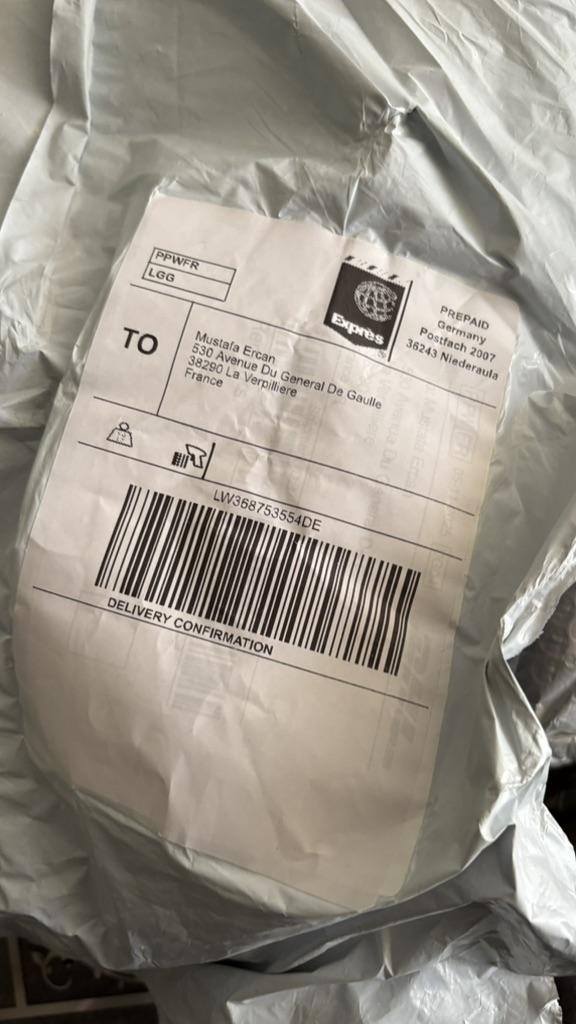 PPWFR
LGG
Exprès
®
PREPAID
Germany
Postfach 2007
36243 Niederaula
TO
Mustafa Ercan
530 Avenue Du General De Gaulle
38290 La Verpilliere
France
LW368753554DE
DELIVERY CONFIRMATION